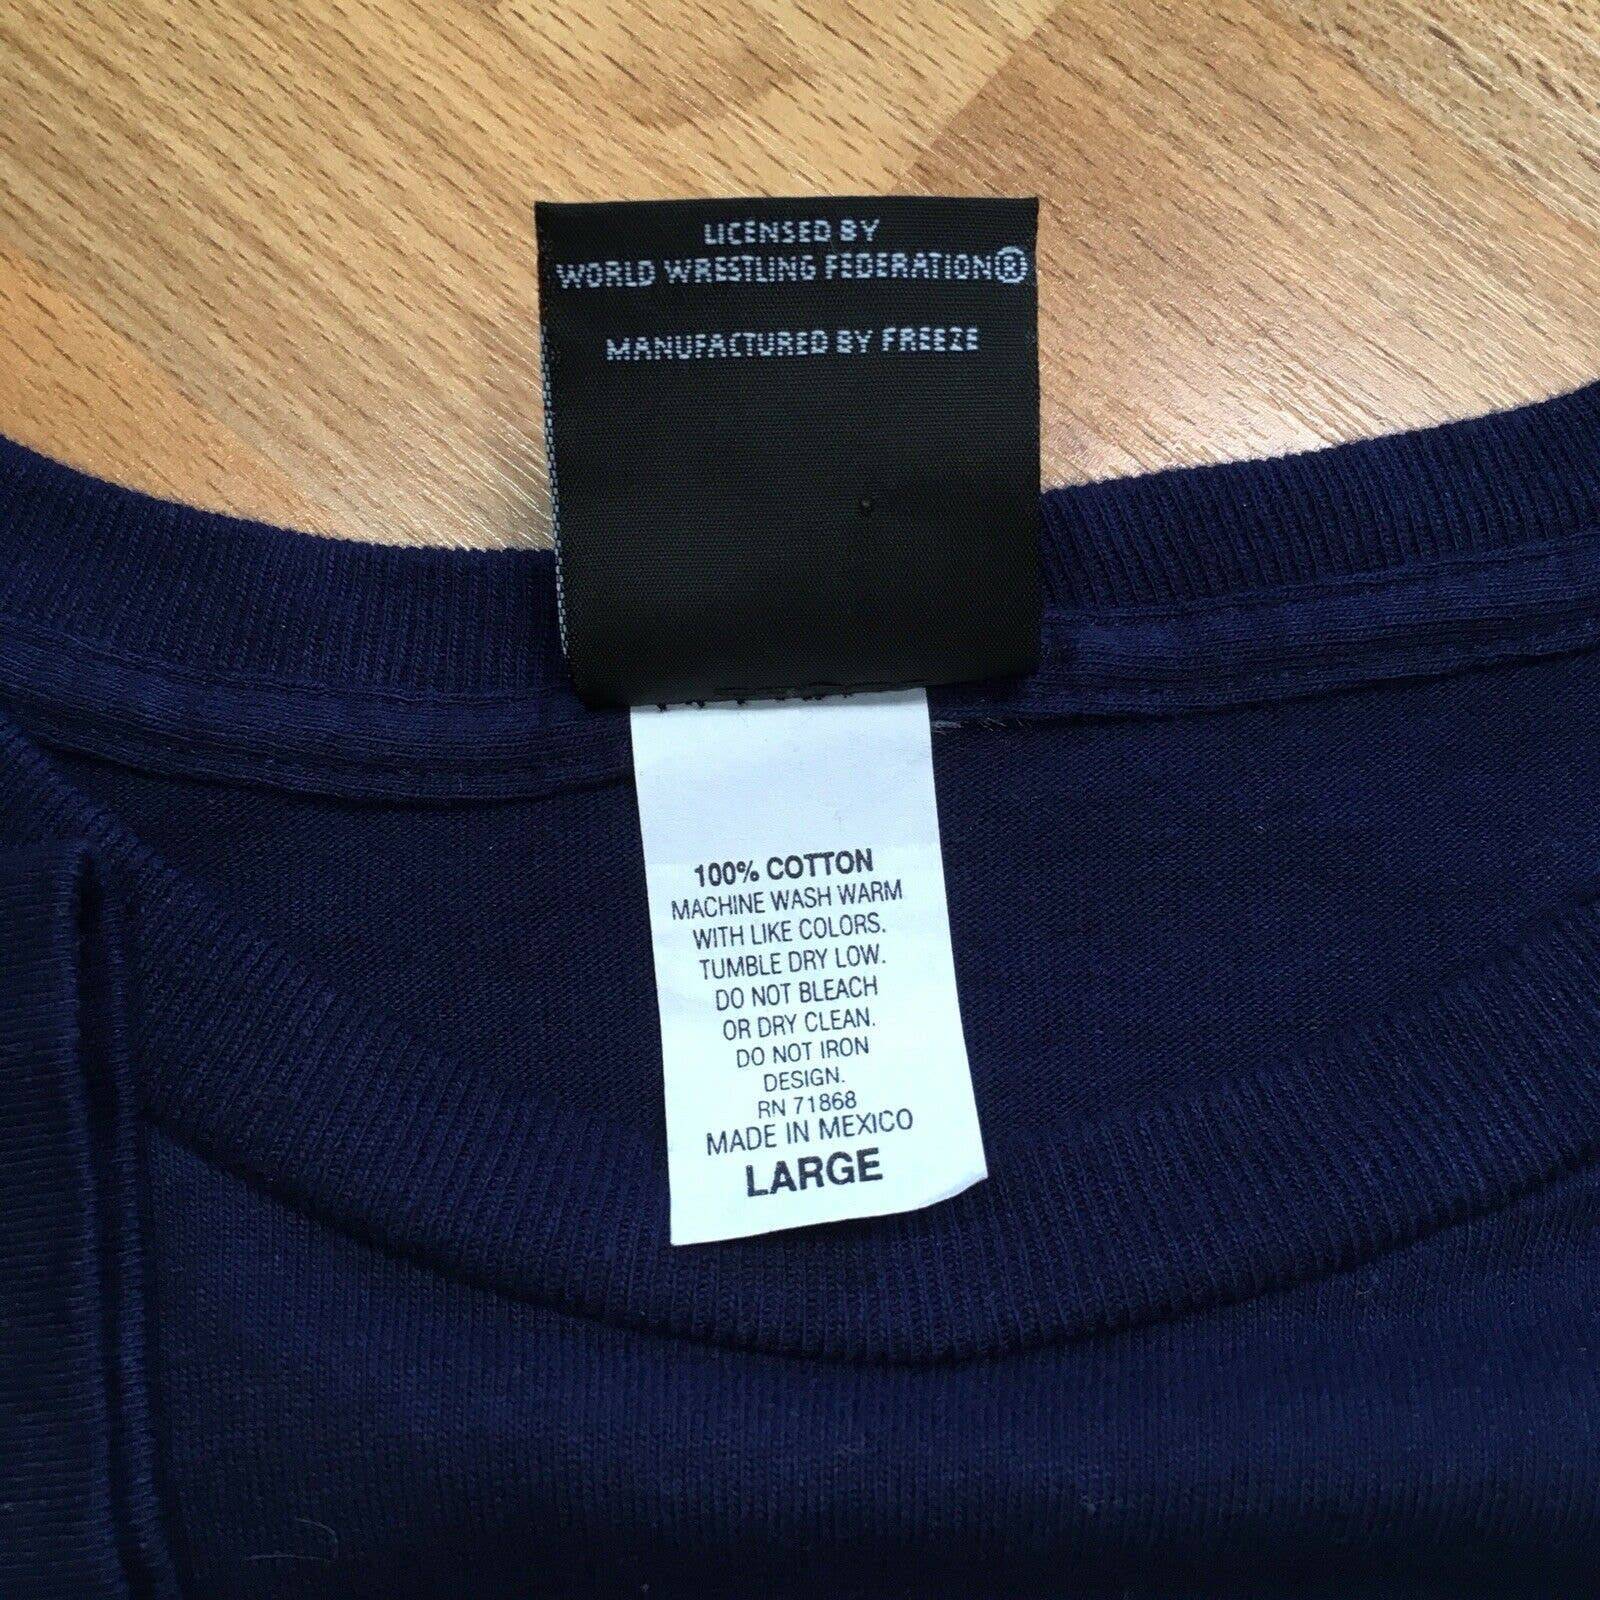 LICENSED BY
WORLD WRESTLING FEDERATION®
MANUFACTURED BY FREEZE
100% COTTON
MACHINE WASH WARM
WITH LIKE COLORS.
TUMBLE DRY LOW.
DO NOT BLEACH
OR DRY CLEAN.
DO NOT IRON
DESIGN.
RN 71868
MADE IN MEXICO
LARGE